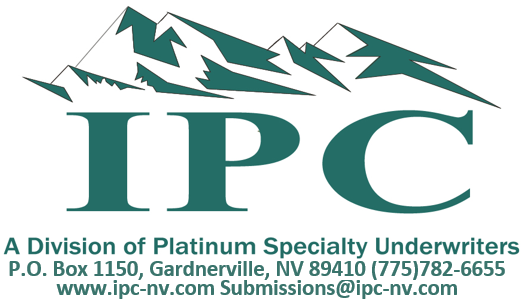 IPC
A Division of Platinum Specialty Underwriters
P.O. Box 1150, Gardnerville, NV 89410 (775)782-6655
www.ipc-nv.com Submissions@ipc-nv.com